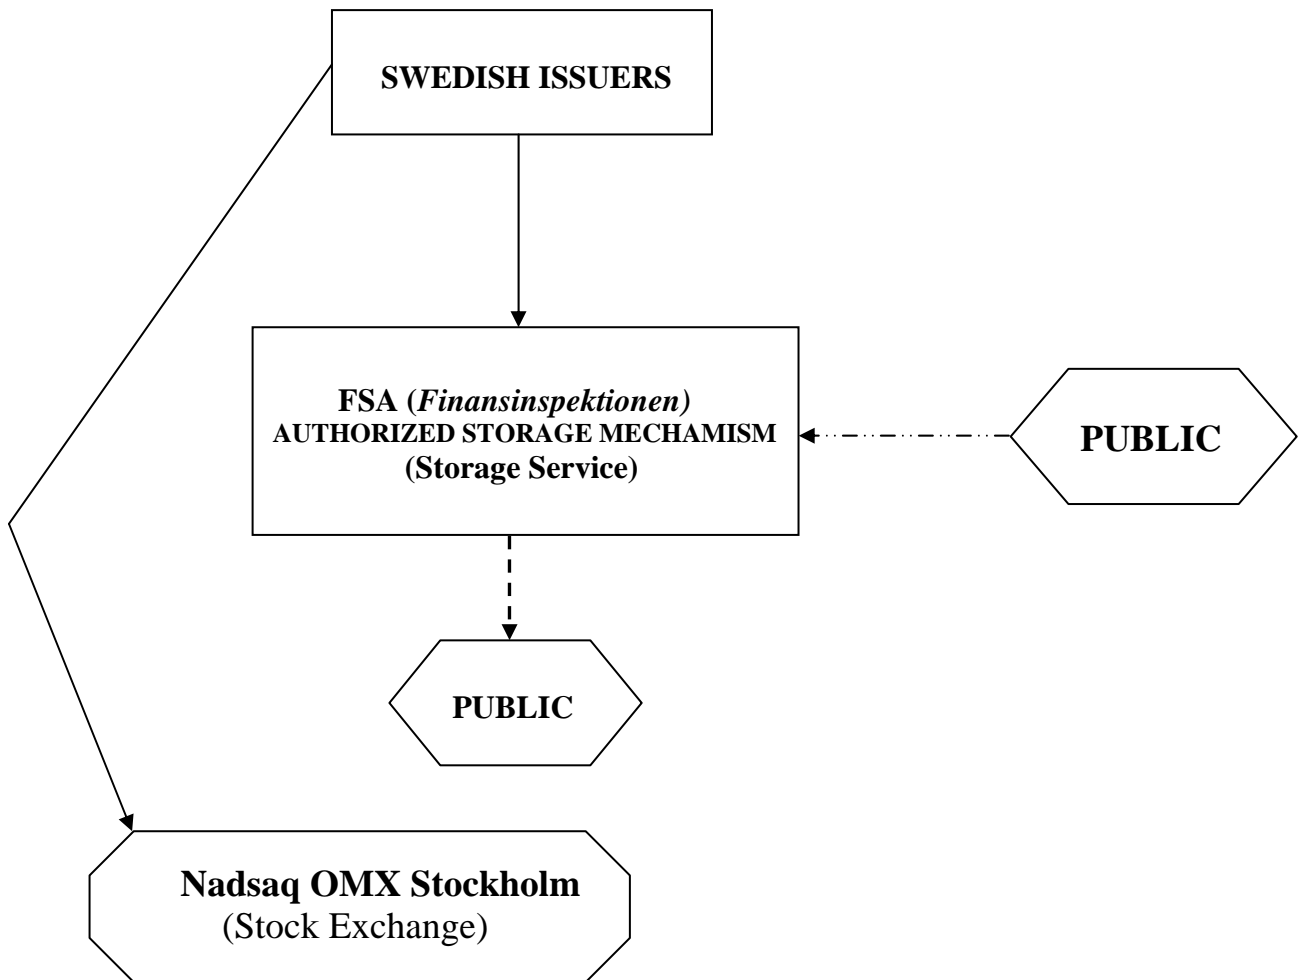 SWEDISH ISSUERS
FSA (Finansinspektionen)
AUTHORIZED STORAGE MECHAMISM
(Storage Service)
PUBLIC
PUBLIC
Nadsaq OMX Stockholm
(Stock Exchange)